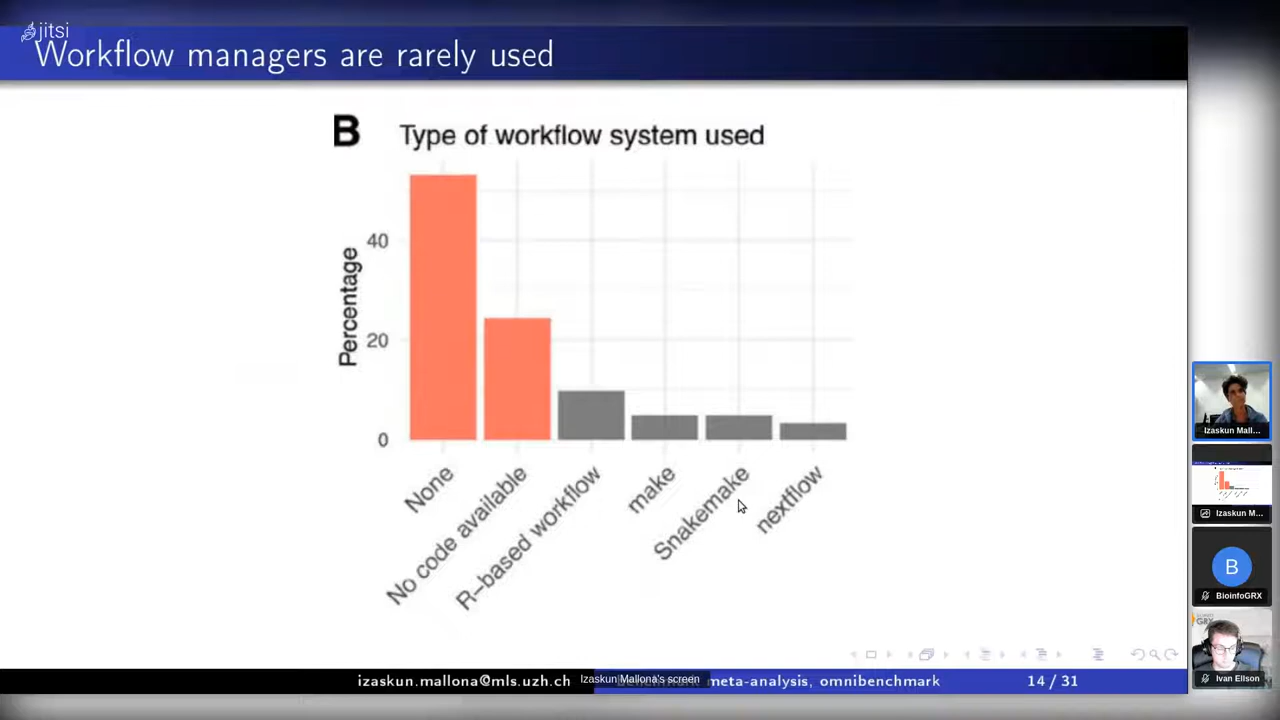 jitsi
Workflow managers are rarely used
B Type of workflow system used
Percentage
40
20
0
None
No code available
R-based workflow
make
Snakemake
nextflow
izaskun.mallona@mls.uzh.ch
Izaskun Mallona's screen
meta-analysis, omnibenchmark
14 / 31
Izaskun Mall...
Izaskun M...
B
BioinfoGRX
GRX
Ivan Ellson